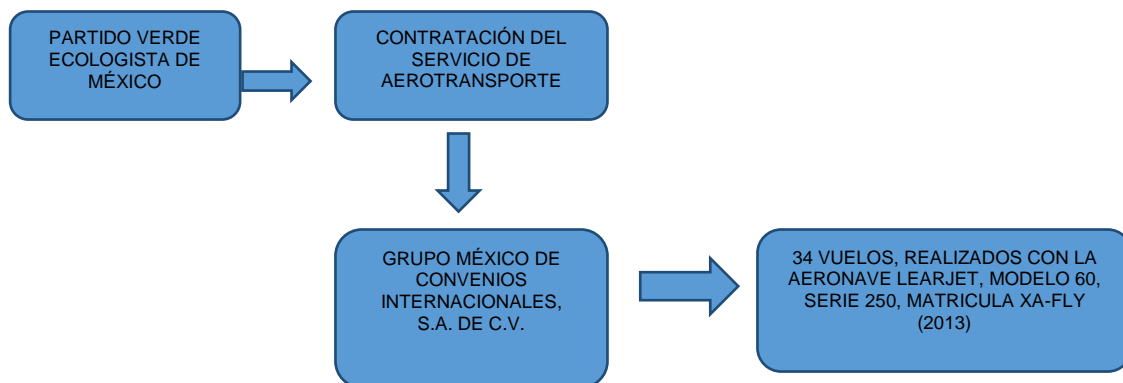 PARTIDO VERDE
ECOLOGISTA DE
MÉXICO
CONTRATACIÓN DEL
SERVICIO DE
AEROTRANSPORTE
GRUPO MÉXICO DE
CONVENIOS
INTERNACIONALES,
S.A. DE C.V.
34 VUELOS, REALIZADOS CON LA
AERONAVE LEARJET, MODELO 60,
SERIE 250, MATRICULA XA-FLY
(2013)